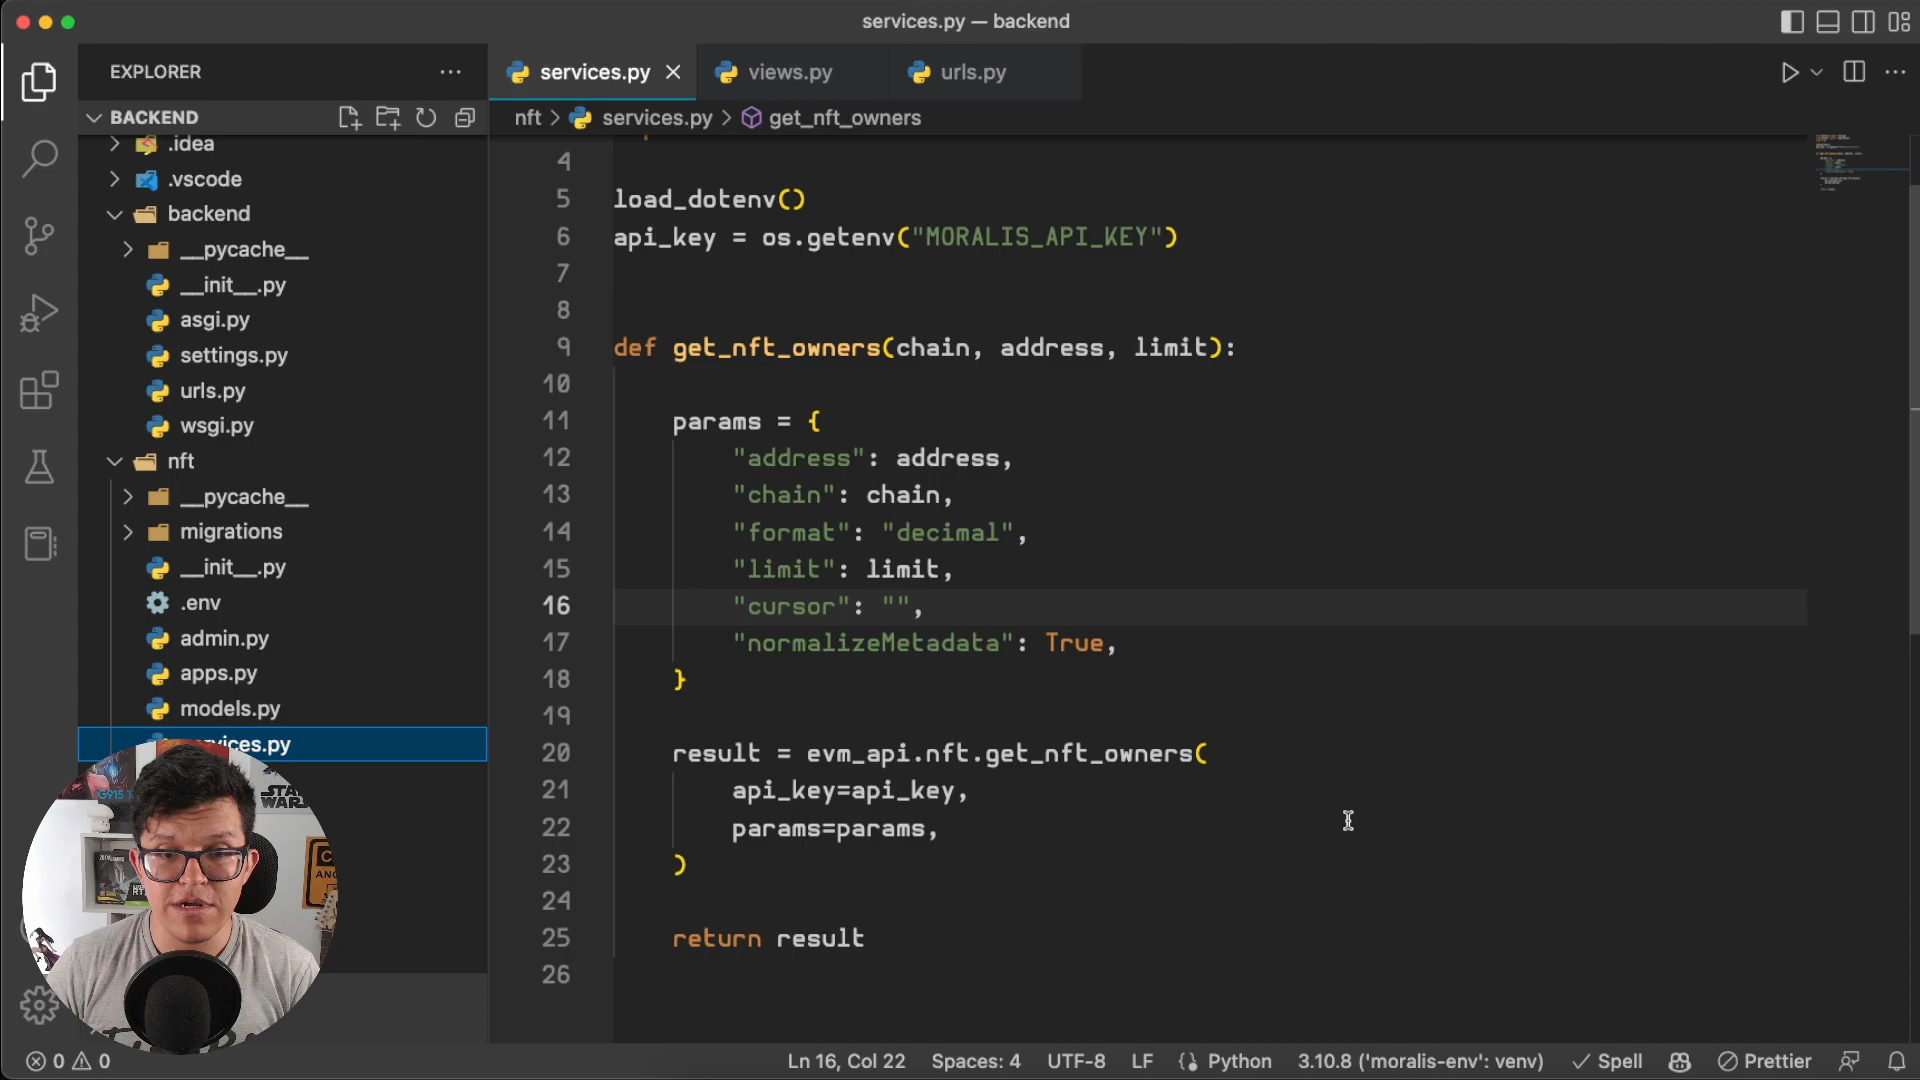 services.py — backend
EXPLORER
services.py
views.py
urls.py
BACKEND
nft > services.py > get_nft_owners
.idea
.vscode
backend
__pycache__
__init__.py
asgi.py
settings.py
urls.py
wsgi.py
nft
__pycache__
migrations
__init__.py
.env
admin.py
apps.py
models.py
4
5 load_dotenv()
6 api_key = os.getenv("MORALIS_API_KEY")
7
8
9 def get_nft_owners(chain, address, limit):
10
11 params = {
12 "address": address,
13 "chain": chain,
14 "format": "decimal",
15 "limit": limit,
16 "cursor": "",
17 "normalizeMetadata": True,
18 }
19
20 result = evm_api.nft.get_nft_owners(
21 api_key=api_key,
22 params=params,
23 )
24
25 return result
26
G915
STAR
WARS
0 0
Ln 16, Col 22
Spaces: 4
UTF-8
LF
Python
3.10.8 ('moralis-env': venv)
Spell
Prettier